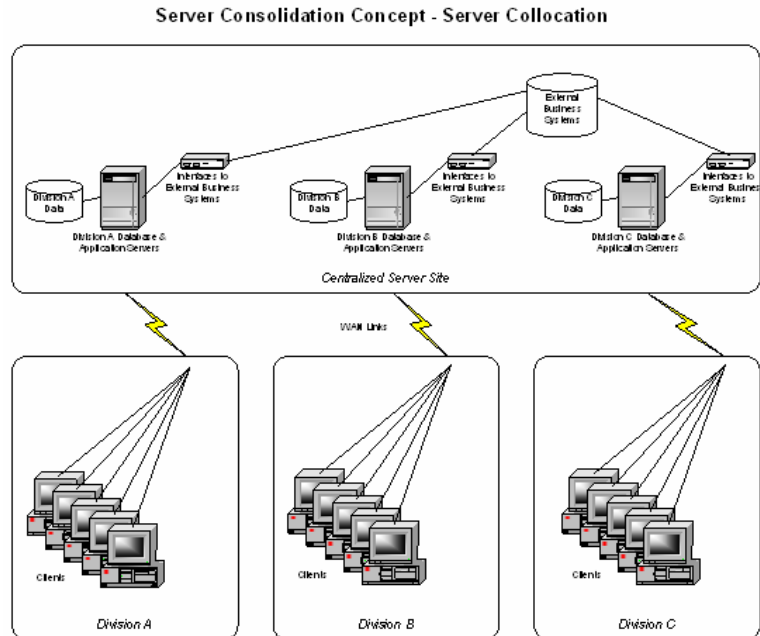 Server Consolidation Concept - Server Collocation
External
Business
Systems
Interfaces to
External Business
Systems
Division A
Data
Division A Database &
Application Servers
Interfaces to
External Business
Systems
Division B
Data
Division B Database &
Application Servers
Interfaces to
External Business
Systems
Division C
Data
Division C Database &
Application Servers
Centralized Server Site
WAN Links
Clients
Division A
Clients
Division B
Clients
Division C